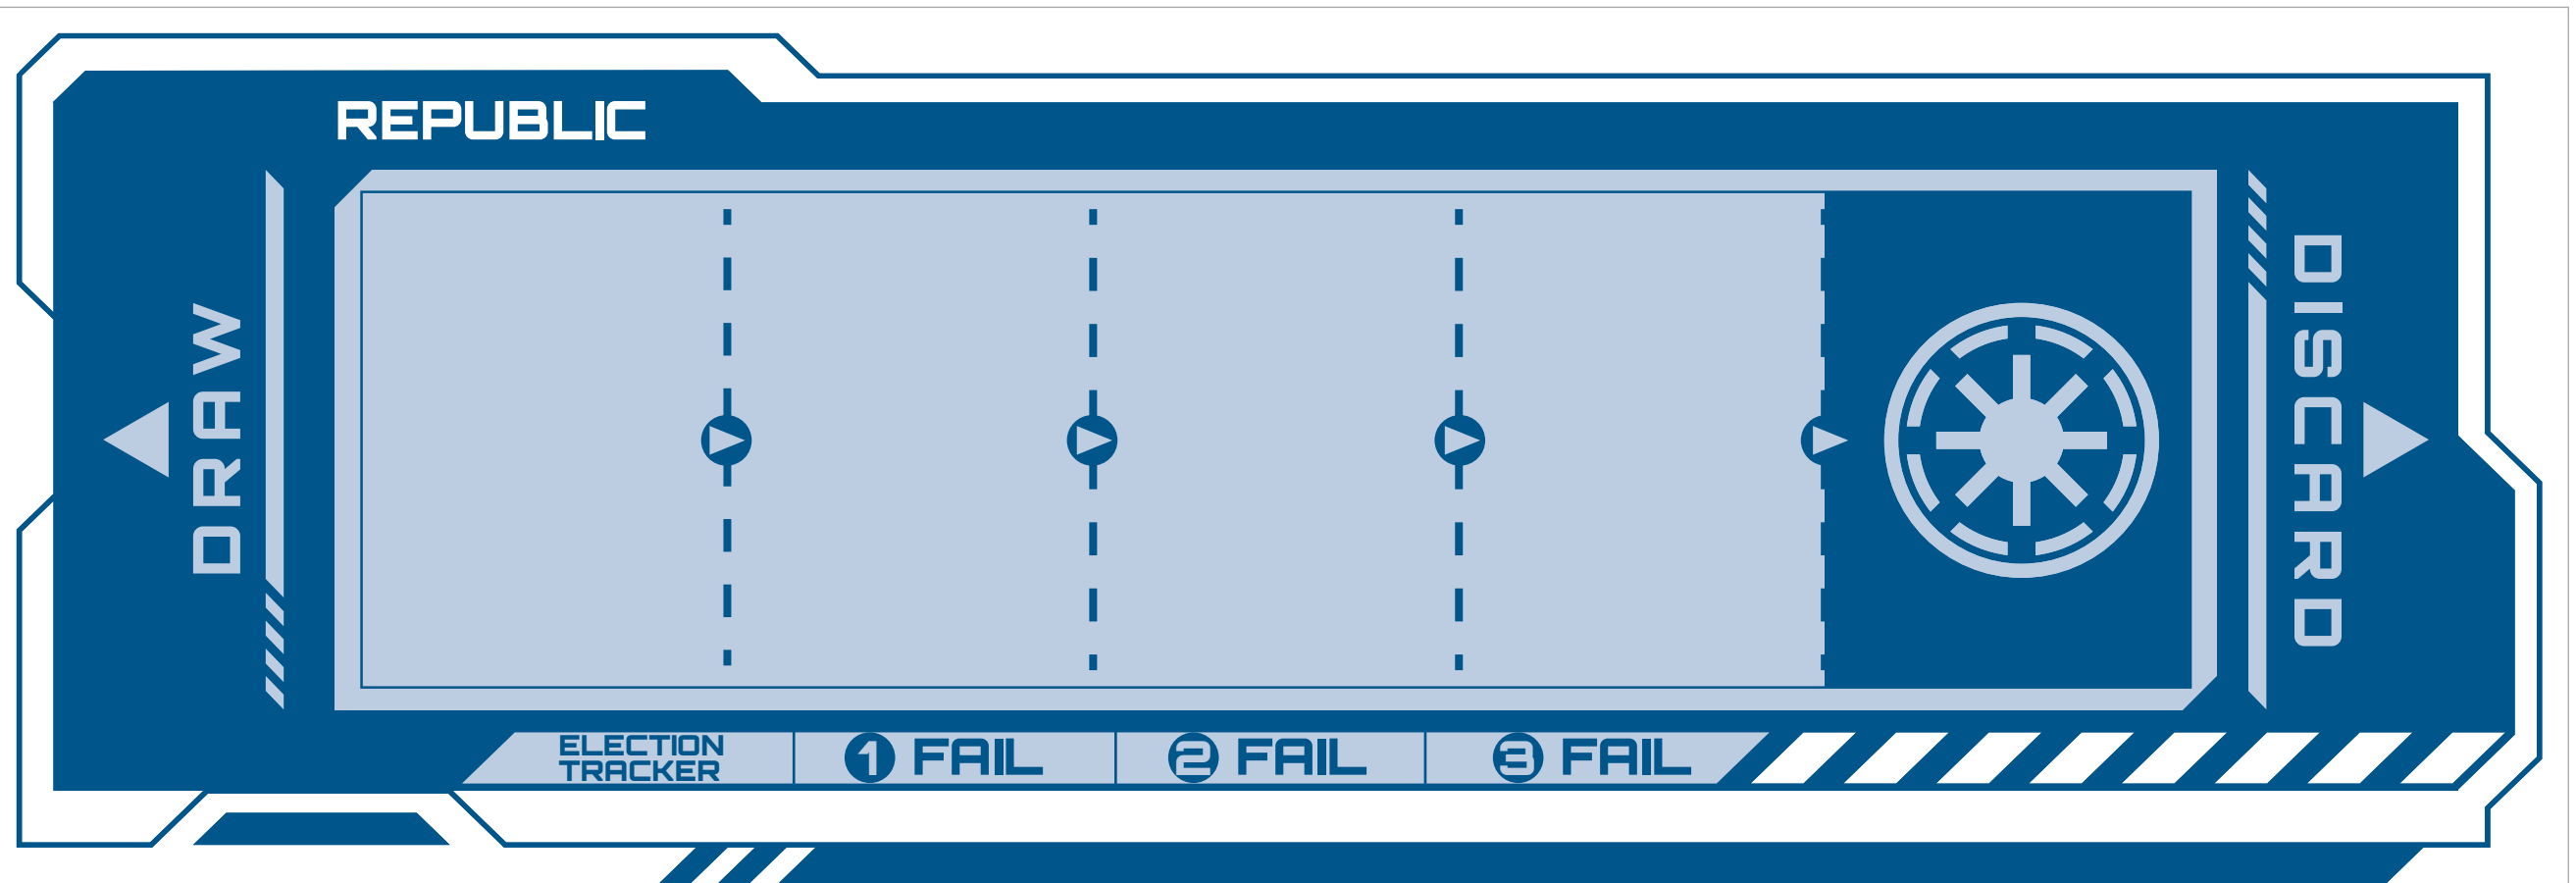 REPUBLIC
DRAW
DISCARD
ELECTION
TRACKER
1 FAIL
2 FAIL
3 FAIL